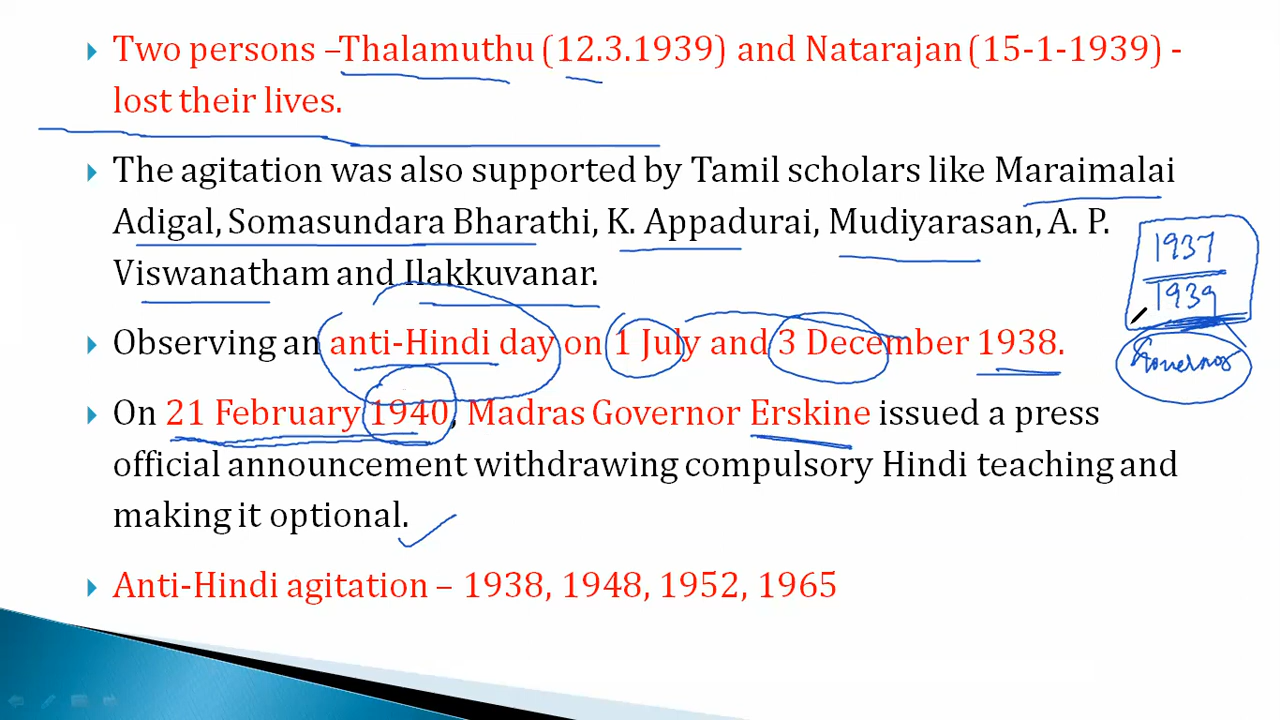 Two persons –Thalamuthu (12.3.1939) and Natarajan (15-1-1939) -
lost their lives.
The agitation was also supported by Tamil scholars like Maraimalai
Adigal, Somasundara Bharathi, K. Appadurai, Mudiyarasan, A. P.
Viswanatham and Ilakkuvanar.
1937
1939
Observing an anti-Hindi day on 1 July and 3 December 1938.
Governor
On 21 February 1940, Madras Governor Erskine issued a press
official announcement withdrawing compulsory Hindi teaching and
making it optional.
Anti-Hindi agitation – 1938, 1948, 1952, 1965